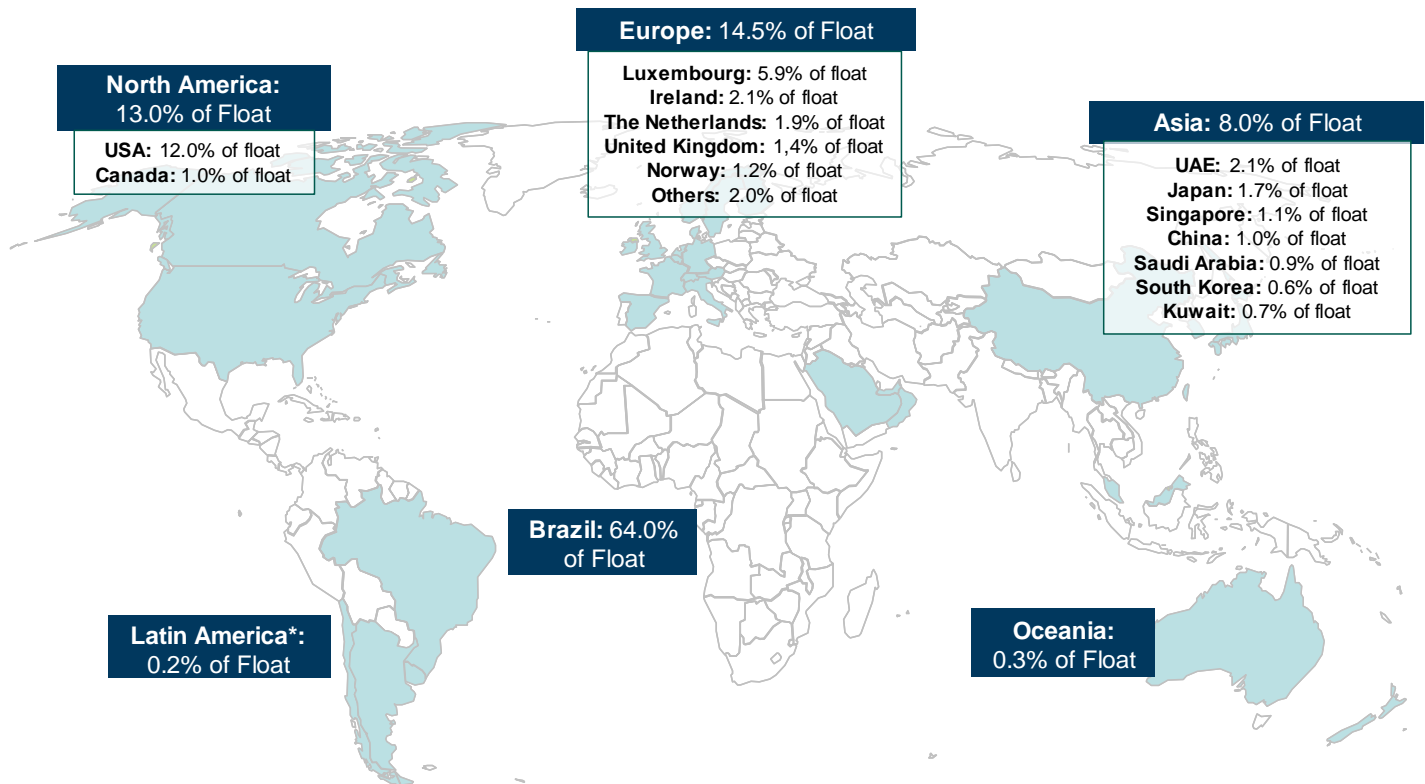 North America:
13.0% of Float
USA: 12.0% of float
Canada: 1.0% of float
Europe: 14.5% of Float
Luxembourg: 5.9% of float
Ireland: 2.1% of float
The Netherlands: 1.9% of float
United Kingdom: 1,4% of float
Norway: 1.2% of float
Others: 2.0% of float
Asia: 8.0% of Float
UAE: 2.1% of float
Japan: 1.7% of float
Singapore: 1.1% of float
China: 1.0% of float
Saudi Arabia: 0.9% of float
South Korea: 0.6% of float
Kuwait: 0.7% of float
Brazil: 64.0%
of Float
Latin America*:
0.2% of Float
Oceania:
0.3% of Float